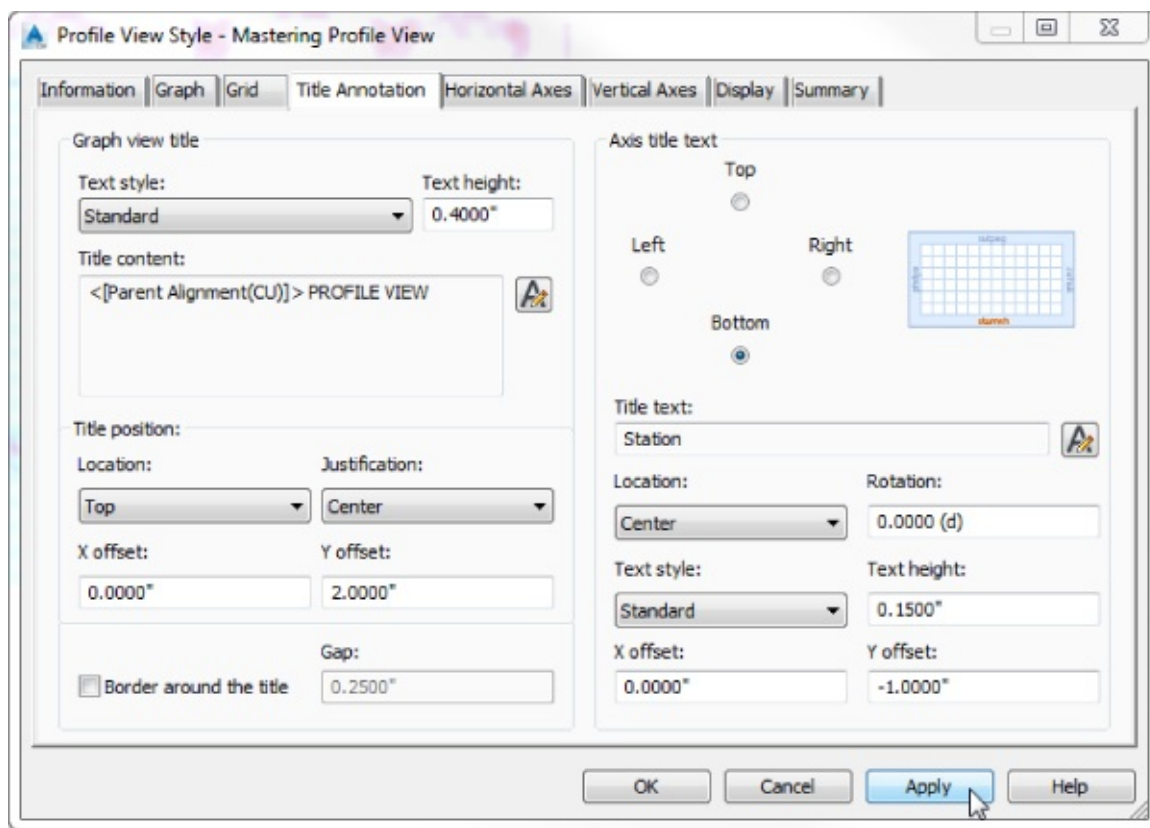 Profile View Style - Mastering Profile View
Information Graph Grid Title Annotation Horizontal Axes Vertical Axes Display Summary
Graph view title
Text style: Text height:
Standard 0.4000"
Title content:
<[Parent Alignment(CU)]> PROFILE VIEW
Title position:
Location: Justification:
Top Center
X offset: Y offset:
0.0000" 2.0000"
Gap:
Border around the title 0.2500"
Axis title text
Top
Left Right
Bottom
Title text:
Station
Location: Rotation:
Center 0.0000 (d)
Text style: Text height:
Standard 0.1500"
X offset: Y offset:
0.0000" -1.0000"
OK Cancel Apply Help